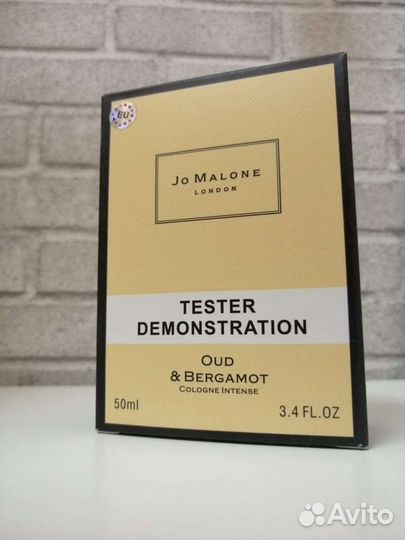 EU
JO MALONE
LONDON
TESTER
DEMONSTRATION
OUD
& BERGAMOT
COLOGNE INTENSE
50ml 3.4 FL.OZ
Avito